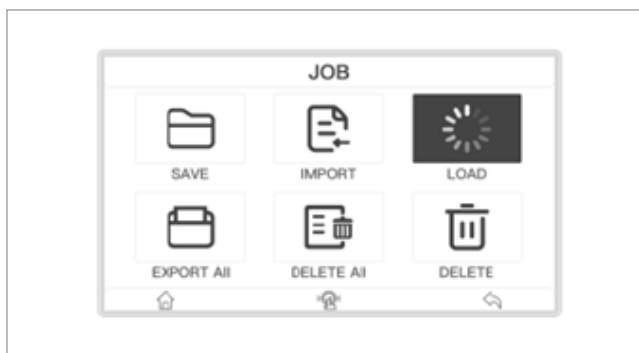 JOB
SAVE IMPORT LOAD
EXPORT All DELETE All DELETE